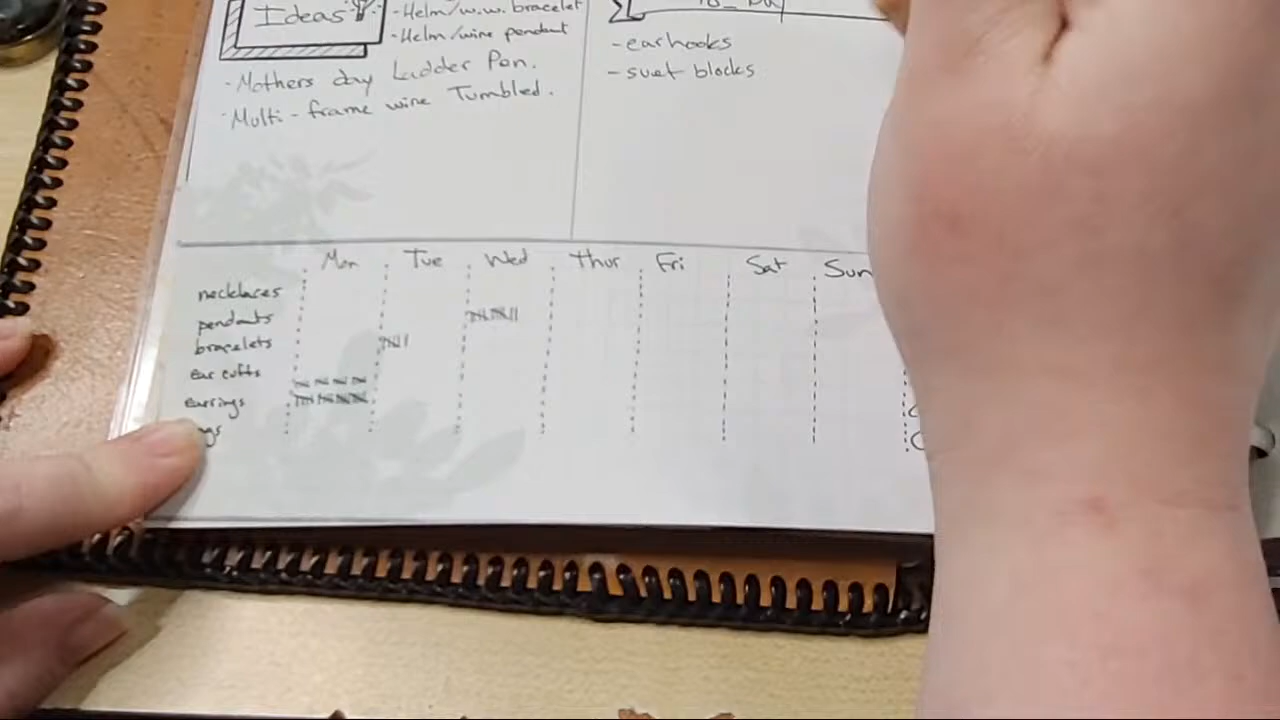 Ideas
-Helm/w.w. bracelet
-Helm/wire pendant
-Mothers day Ladder Pen.
-Multi-frame wire Tumbled.
-earhooks
-suet blocks
Mon Tue Wed Thur Fri Sat Sun
necklaces
pendants
bracelets
ear cuffs
earrings